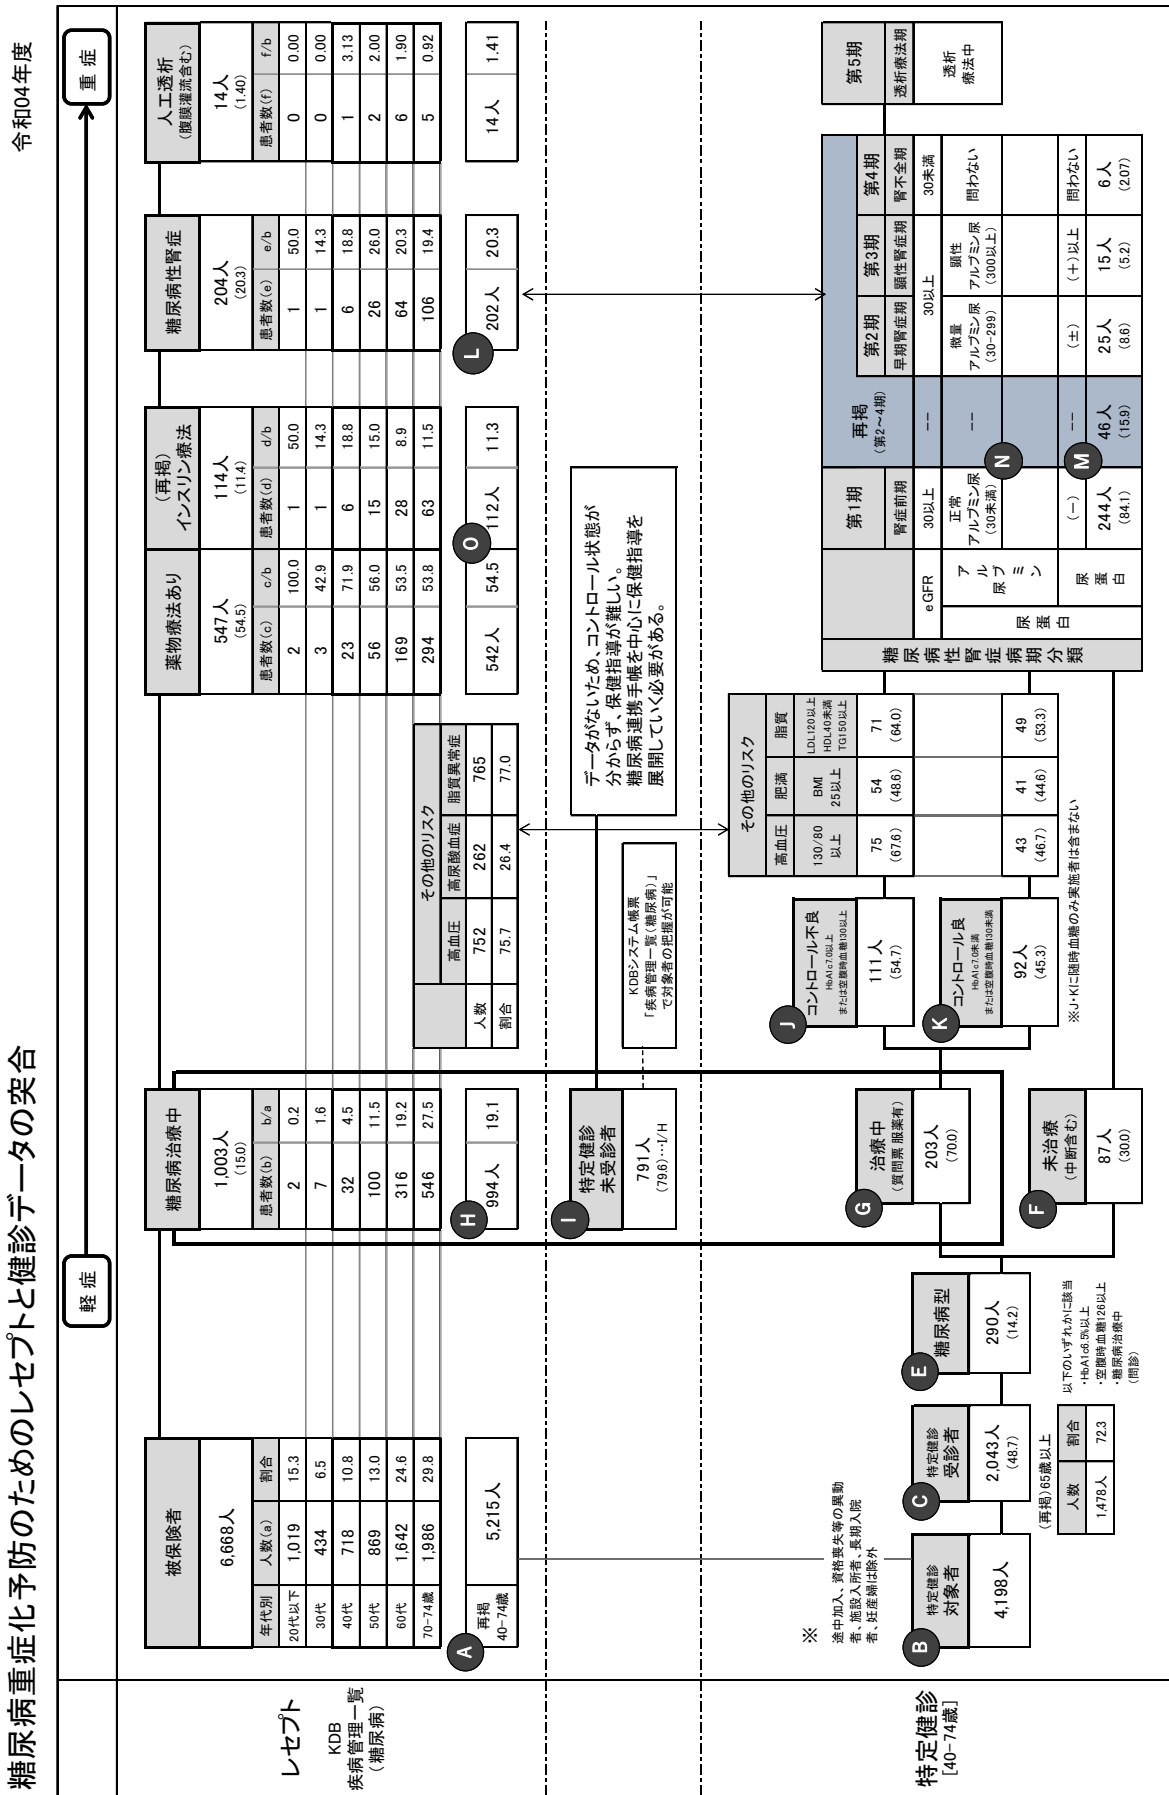 糖尿病重症化予防のためのレセプトと健診データの突合
令和04年度
軽症
重症
レセプト
KDB
疾病管理一覧
(糖尿病)
被保険者
6,668人
年代別 人数(a) 割合
20代以下 1,019 15.3
30代 434 6.5
40代 718 10.8
50代 869 13.0
60代 1,642 24.6
70-74歳 1,986 29.8
A
再掲
40-74歳
5,215人
糖尿病治療中
1,003人
(15.0)
患者数(b) b/a
2 0.2
7 1.6
32 4.5
100 11.5
316 19.2
546 27.5
H
994人 19.1
薬物療法あり
547人
(54.5)
患者数(c) c/b
2 100.0
3 42.9
23 71.9
56 56.0
169 53.5
294 53.8
542人 54.5
(再掲)
インスリン療法
114人
(11.4)
患者数(d) d/b
1 50.0
1 14.3
6 18.8
15 15.0
28 8.9
63 11.5
O
112人 11.3
糖尿病性腎症
204人
(20.3)
患者数(e) e/b
1 50.0
1 14.3
6 18.8
26 26.0
64 20.3
106 19.4
L
202人 20.3
人工透析
(腹膜灌流含む)
14人
(1.40)
患者数(f) f/b
0 0.00
0 0.00
1 3.13
2 2.00
6 1.90
5 0.92
14人 1.41
その他のリスク
高血圧 高尿酸血症 脂質異常症
人数 752 262 765
割合 75.7 26.4 77.0
I
特定健診
未受診者
791人
(79.6)…I/H
KDBシステム帳票
「疾病管理一覧(糖尿病)」
で対象者の把握が可能
データがないため、コントロール状態が
分からず、保健指導が難しい。
糖尿病連携手帳を中心に保健指導を
展開していく必要がある。
特定健診
[40-74歳]
※
途中加入、資格喪失等の異動
者、施設入所者、長期入院
者、妊産婦は除外
B
特定健診
対象者
4,198人
C
特定健診
受診者
2,043人
(48.7)
(再掲)65歳以上
人数 割合
1,478人 72.3
E
糖尿病型
290人
(14.2)
以下のいずれかに該当
・HbA1c6.5%以上
・空腹時血糖126以上
・糖尿病治療中
(問診)
G
治療中
(質問票 服薬有)
203人
(70.0)
F
未治療
(中断含む)
87人
(30.0)
J
コントロール不良
HbA1c7.0以上
または空腹時血糖130以上
111人
(54.7)
K
コントロール良
HbA1c7.0未満
または空腹時血糖130未満
92人
(45.3)
※J・Kに随時血糖のみ実施者は含まない
その他のリスク
高血圧 肥満 脂質
130/80
以上
BMI
25以上
LDL120以上
HDL40未満
TG150以上
75 54 71
(67.6) (48.6) (64.0)
43 41 49
(46.7) (44.6) (53.3)
糖尿病性腎症病期分類
第1期 再掲
(第2~4期)
第2期 第3期 第4期 第5期
腎症前期 早期腎症期 顕性腎症期 腎不全期 透析療法期
eGFR 30以上 -- 30以上 30未満
透析
療法中
尿蛋白
アルブミン尿
正常
アルブミン尿
(30未満)
--
微量
アルブミン尿
(30-299)
顕性
アルブミン尿
(300以上)
問わない
N
尿蛋白
(-) -- (±) (+)以上 問わない
M
244人 46人 25人 15人 6人
(84.1) (15.9) (8.6) (5.2) (2.07)